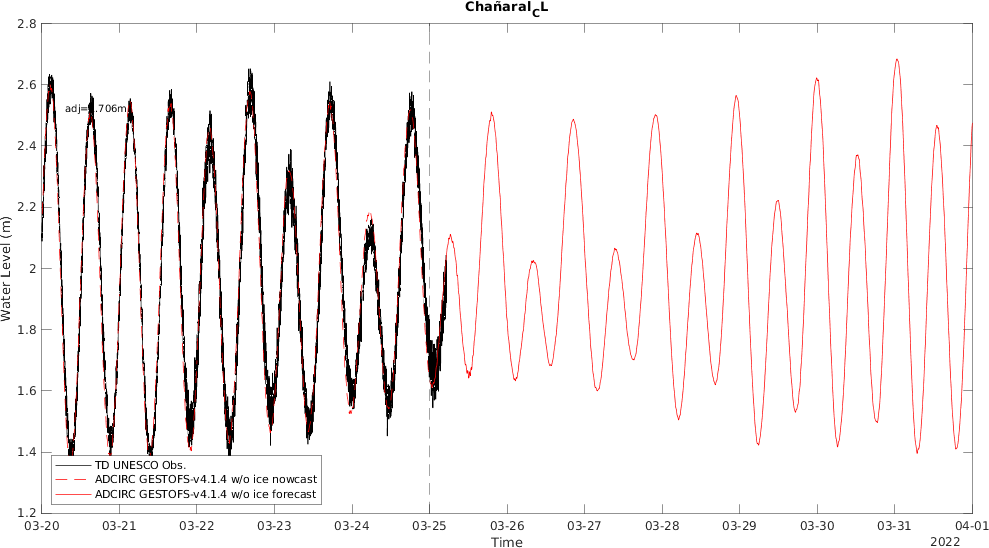 Chañaral_CL
2.8
2.6
2.4
2.2
2
1.8
1.6
1.4
1.2
Water Level (m)
TD UNESCO Obs.
ADCIRC GESTOFS-v4.1.4 w/o ice nowcast
ADCIRC GESTOFS-v4.1.4 w/o ice forecast
03-20 03-21 03-22 03-23 03-24 03-25 03-26 03-27 03-28 03-29 03-30 03-31 04-01
Time
2022